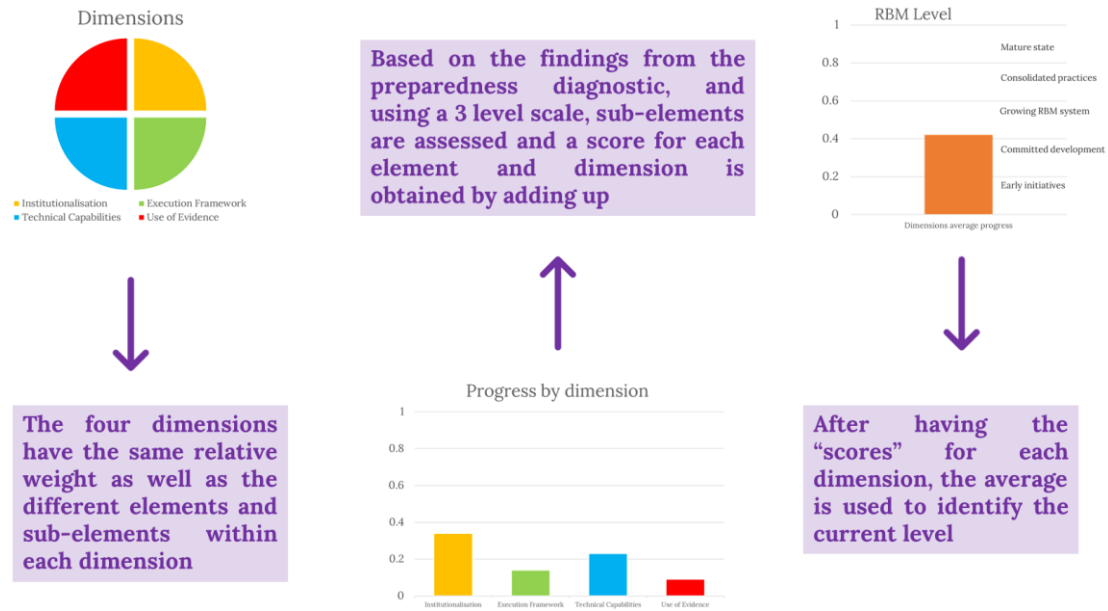 Dimensions
Institutionalisation
Execution Framework
Technical Capabilities
Use of Evidence
The four dimensions
have the same relative
weight as well as the
different elements and
sub-elements within
each dimension
Based on the findings from the
preparedness diagnostic, and
using a 3 level scale, sub-elements
are assessed and a score for each
element and dimension is
obtained by adding up
Progress by dimension
1
0.8
0.6
0.4
0.2
0
Institutionalisation
Execution Framework
Technical Capabilities
Use of Evidence
RBM Level
1
0.8
0.6
0.4
0.2
0
Mature state
Consolidated practices
Growing RBM system
Committed development
Early initiatives
Dimensions average progress
After having the
“scores” for each
dimension, the average
is used to identify the
current level